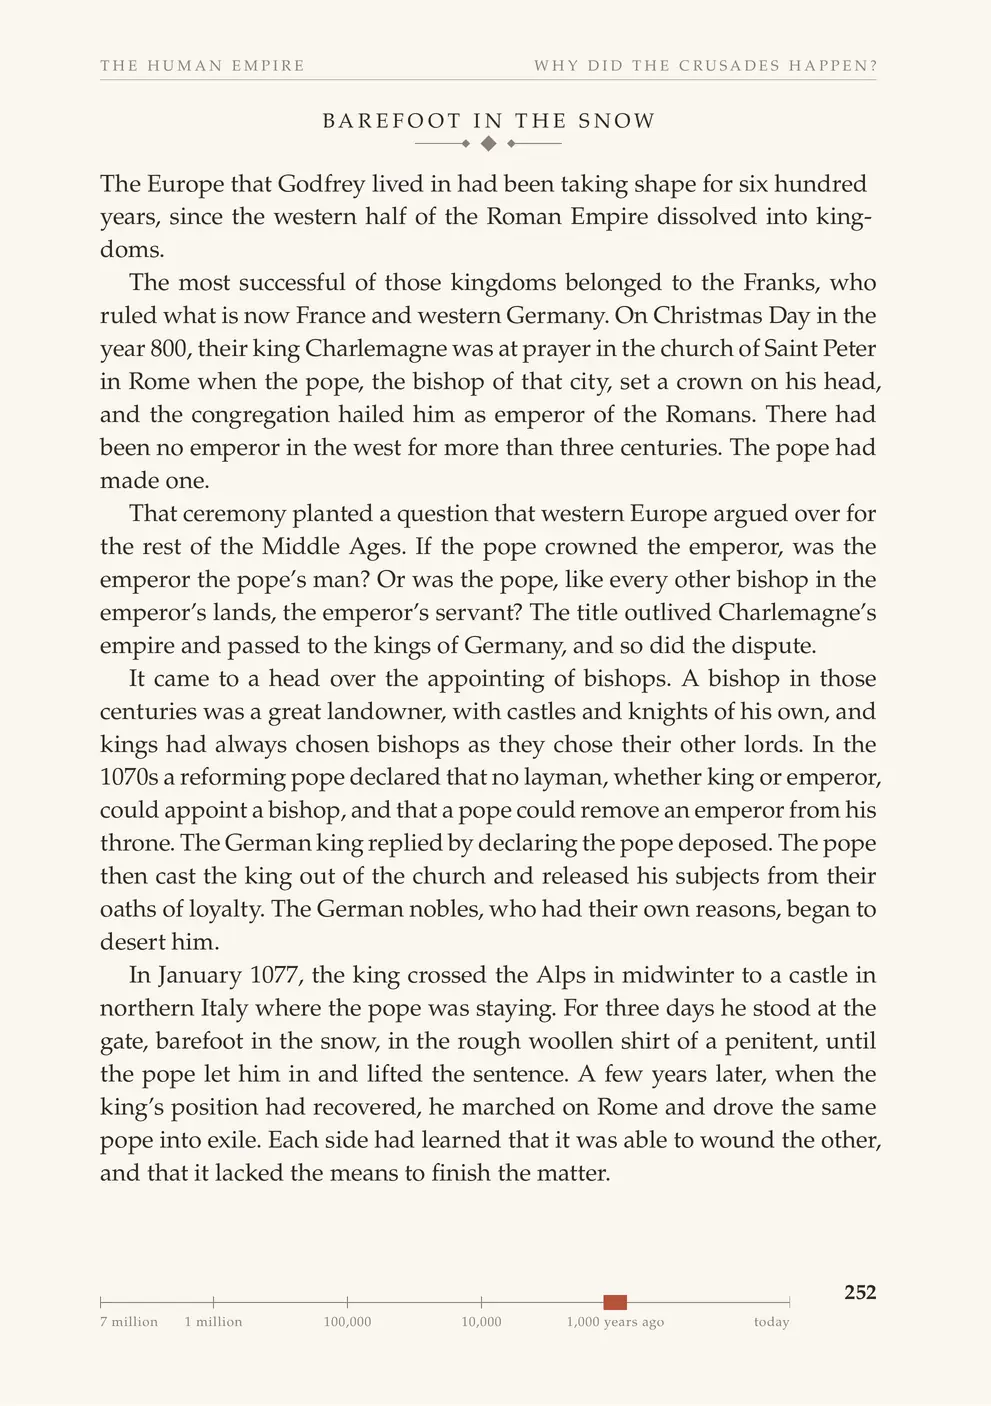 THE HUMAN EMPIRE
WHY DID THE CRUSADES HAPPEN?
BAREFOOT IN THE SNOW
The Europe that Godfrey lived in had been taking shape for six hundred
years, since the western half of the Roman Empire dissolved into king-
doms.
The most successful of those kingdoms belonged to the Franks, who
ruled what is now France and western Germany. On Christmas Day in the
year 800, their king Charlemagne was at prayer in the church of Saint Peter
in Rome when the pope, the bishop of that city, set a crown on his head,
and the congregation hailed him as emperor of the Romans. There had
been no emperor in the west for more than three centuries. The pope had
made one.
That ceremony planted a question that western Europe argued over for
the rest of the Middle Ages. If the pope crowned the emperor, was the
emperor the pope’s man? Or was the pope, like every other bishop in the
emperor’s lands, the emperor’s servant? The title outlived Charlemagne’s
empire and passed to the kings of Germany, and so did the dispute.
It came to a head over the appointing of bishops. A bishop in those
centuries was a great landowner, with castles and knights of his own, and
kings had always chosen bishops as they chose their other lords. In the
1070s a reforming pope declared that no layman, whether king or emperor,
could appoint a bishop, and that a pope could remove an emperor from his
throne. The German king replied by declaring the pope deposed. The pope
then cast the king out of the church and released his subjects from their
oaths of loyalty. The German nobles, who had their own reasons, began to
desert him.
In January 1077, the king crossed the Alps in midwinter to a castle in
northern Italy where the pope was staying. For three days he stood at the
gate, barefoot in the snow, in the rough woollen shirt of a penitent, until
the pope let him in and lifted the sentence. A few years later, when the
king’s position had recovered, he marched on Rome and drove the same
pope into exile. Each side had learned that it was able to wound the other,
and that it lacked the means to finish the matter.
252
7 million 1 million 100,000 10,000 1,000 years ago today